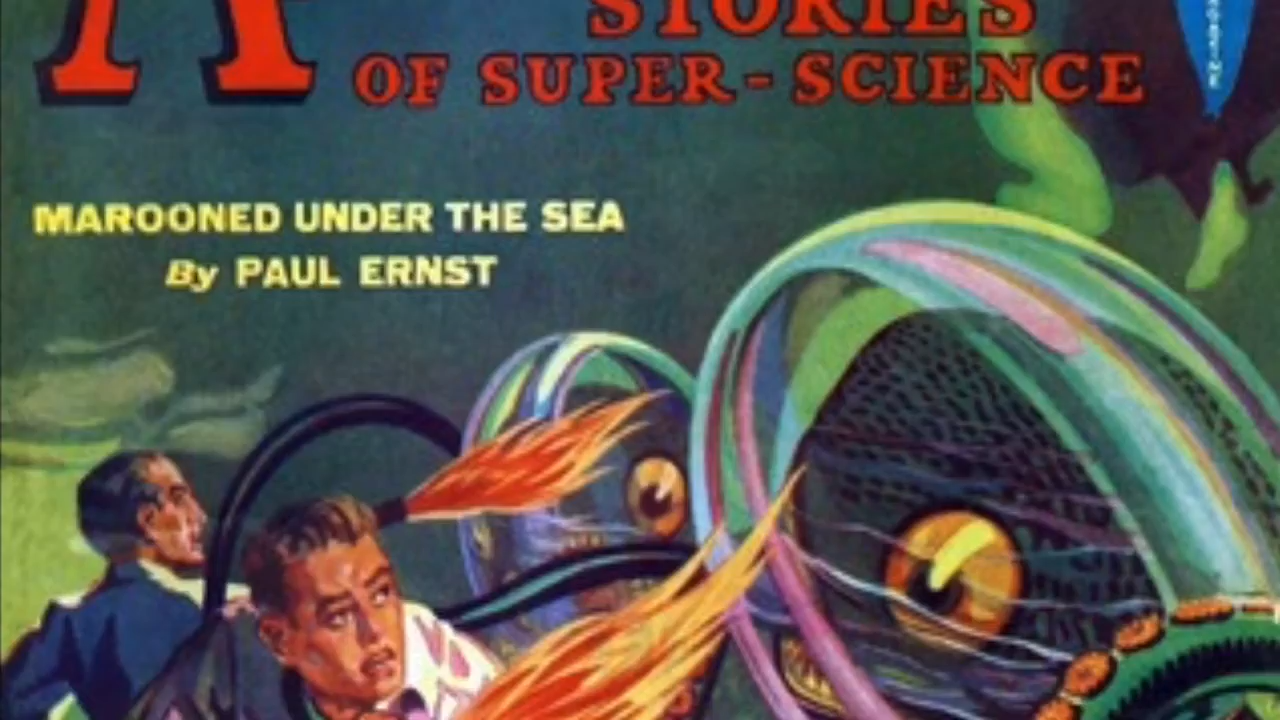 STORIES
OF SUPER-SCIENCE
MAROONED UNDER THE SEA
By PAUL ERNST